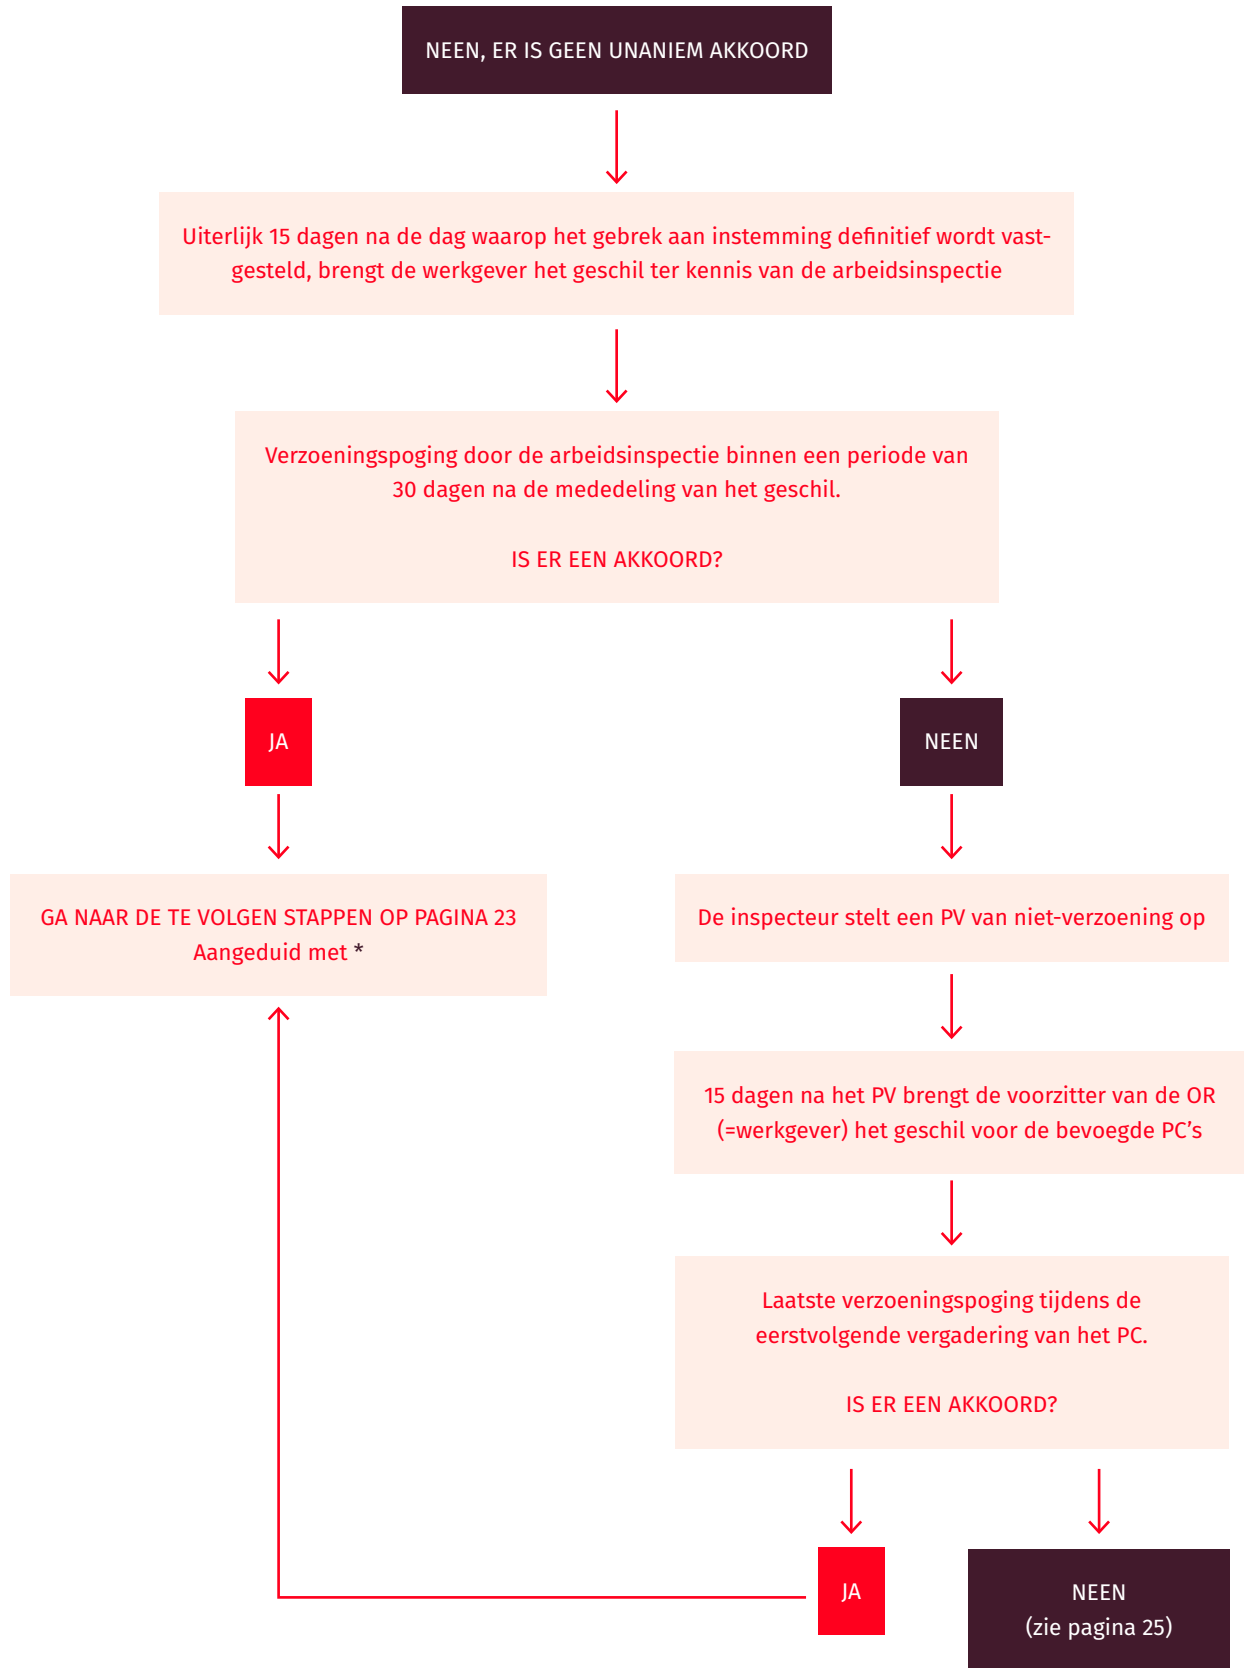 NEEN, ER IS GEEN UNANIEM AKKOORD
Uiterlijk 15 dagen na de dag waarop het gebrek aan instemming definitief wordt vast-
gesteld, brengt de werkgever het geschil ter kennis van de arbeidsinspectie
Verzoeningspoging door de arbeidsinspectie binnen een periode van
30 dagen na de mededeling van het geschil.
IS ER EEN AKKOORD?
JA
NEEN
GA NAAR DE TE VOLGEN STAPPEN OP PAGINA 23
Aangeduid met *
De inspecteur stelt een PV van niet-verzoening op
15 dagen na het PV brengt de voorzitter van de OR
(=werkgever) het geschil voor de bevoegde PC’s
Laatste verzoeningspoging tijdens de
eerstvolgende vergadering van het PC.
IS ER EEN AKKOORD?
JA
NEEN
(zie pagina 25)